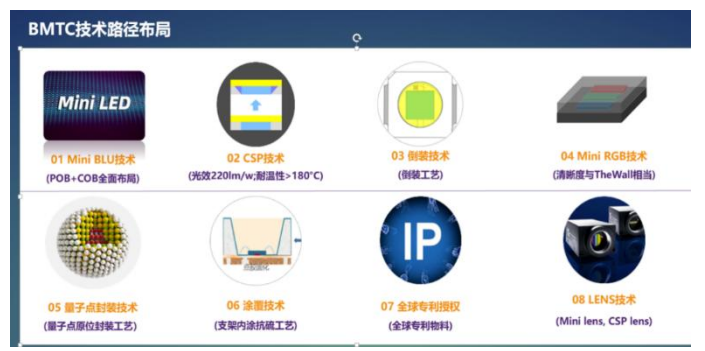 BMTC技术路径布局
Mini LED
01 Mini BLU技术
(POB+COB全面布局)
02 CSP技术
(光效220lm/w;耐温性>180°C)
03 倒装技术
(倒装工艺)
04 Mini RGB技术
(清晰度与TheWall相当)
05 量子点封装技术
(量子点原位封装工艺)
06 涂覆技术
(支架内涂抗硫工艺)
IP
07 全球专利授权
(全球专利物料)
08 LENS技术
(Mini lens, CSP lens)